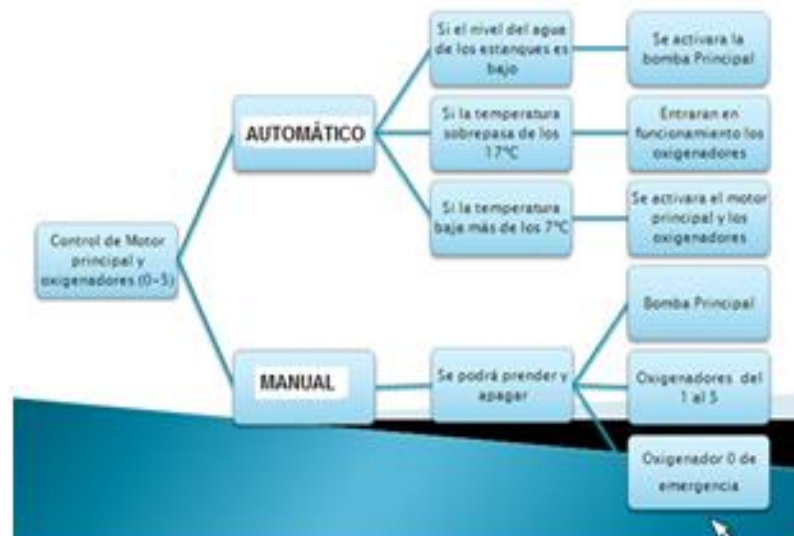 Control de Motor
principal y
oxigenadores (0-5)
AUTOMÁTICO
Si el nivel del agua
de los estanques es
bajo
Se activara la
bomba Principal
Si la temperatura
sobrepasa de los
17°C
Entraran en
funcionamiento los
oxigenadores
Si la temperatura
baja más de los 7°C
Se activara el motor
principal y los
oxigenadores
MANUAL
Se podrá prender y
apagar
Bomba Principal
Oxigenadores del
1 al 5
Oxigenador 0 de
emergencia